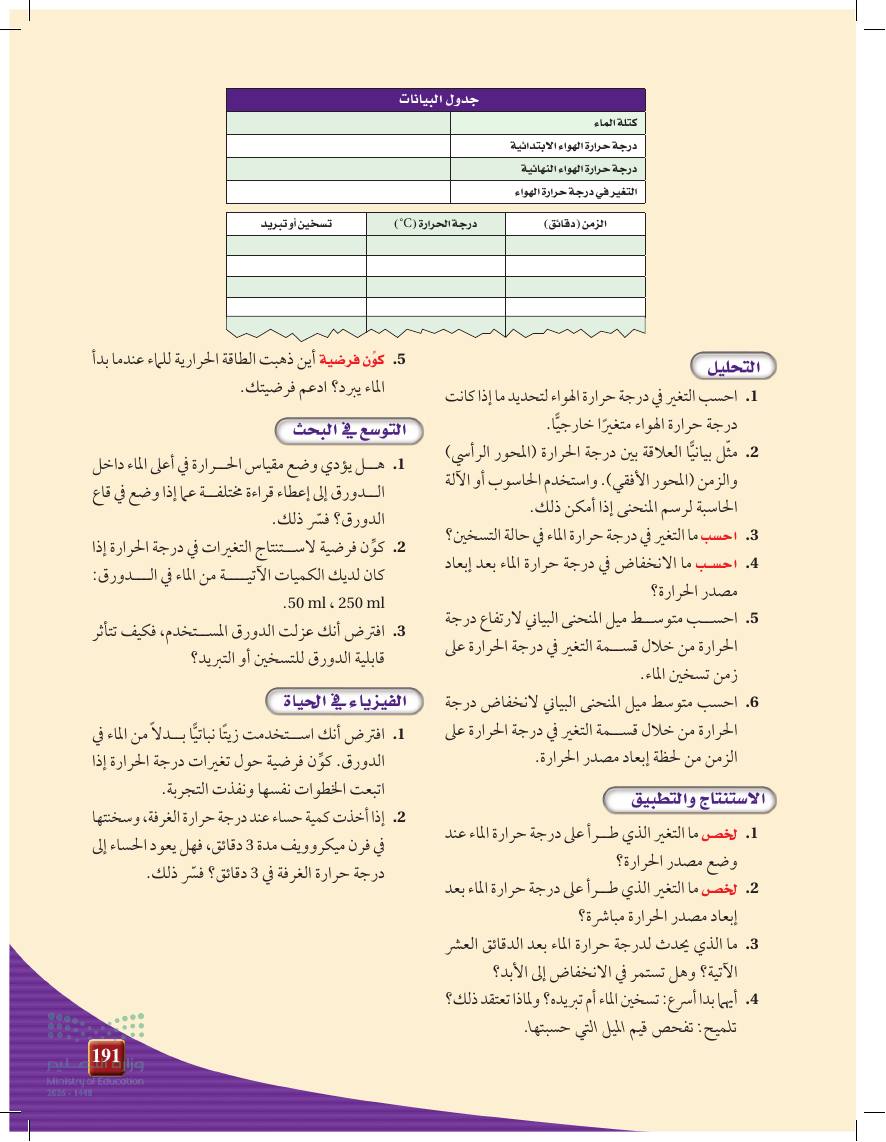 جدول البيانات
كتلة الماء
درجة حرارة الهواء الابتدائية
درجة حرارة الهواء النهائية
التغير في درجة حرارة الهواء
الزمن (دقائق) درجة الحرارة (°C) تسخين أو تبريد
التحليل
1. احسب التغير في درجة حرارة الهواء لتحديد ما إذا كانت
درجة حرارة الهواء متغيرًا خارجيًّا.
2. مثّل بيانيًّا العلاقة بين درجة الحرارة (المحور الرأسي)
والزمن (المحور الأفقي). واستخدم الحاسوب أو الآلة
الحاسبة لرسم المنحنى إذا أمكن ذلك.
3. احسب ما التغير في درجة حرارة الماء في حالة التسخين؟
4. احسب ما الانخفاض في درجة حرارة الماء بعد إبعاد
مصدر الحرارة؟
5. احسب متوسط ميل المنحنى البياني لارتفاع درجة
الحرارة من خلال قسمة التغير في درجة الحرارة على
زمن تسخين الماء.
6. احسب متوسط ميل المنحنى البياني لانخفاض درجة
الحرارة من خلال قسمة التغير في درجة الحرارة على
الزمن من لحظة إبعاد مصدر الحرارة.
الاستنتاج والتطبيق
1. لخص ما التغير الذي طرأ على درجة حرارة الماء عند
وضع مصدر الحرارة؟
2. لخص ما التغير الذي طرأ على درجة حرارة الماء بعد
إبعاد مصدر الحرارة مباشرة؟
3. ما الذي يحدث لدرجة حرارة الماء بعد الدقائق العشر
الآتية؟ وهل تستمر في الانخفاض إلى الأبد؟
4. أيهما بدا أسرع: تسخين الماء أم تبريده؟ ولماذا تعتقد ذلك؟
تلميح: تفحص قيم الميل التي حسبتها.
5. كوِّن فرضية أين ذهبت الطاقة الحرارية للماء عندما بدأ
الماء يبرد؟ ادعم فرضيتك.
التوسع في البحث
1. هل يؤدي وضع مقياس الحرارة في أعلى الماء داخل
الدورق إلى إعطاء قراءة مختلفة عما إذا وضع في قاع
الدورق؟ فسّر ذلك.
2. كوِّن فرضية لاستنتاج التغيرات في درجة الحرارة إذا
كان لديك الكميات الآتية من الماء في الدورق:
50 ml ، 250 ml.
3. افترض أنك عزلت الدورق المستخدم، فكيف تتأثر
قابلية الدورق للتسخين أو التبريد؟
الفيزياء في الحياة
1. افترض أنك استخدمت زيتًا نباتيًّا بدلاً من الماء في
الدورق. كوِّن فرضية حول تغيرات درجة الحرارة إذا
اتبعت الخطوات نفسها ونفذت التجربة.
2. إذا أخذت كمية حساء عند درجة حرارة الغرفة، وسخنتها
في فرن ميكروويف مدة 3 دقائق، فهل يعود الحساء إلى
درجة حرارة الغرفة في 3 دقائق؟ فسّر ذلك.
191
وزارة التعليم
Ministry of Education
2026 - 1448